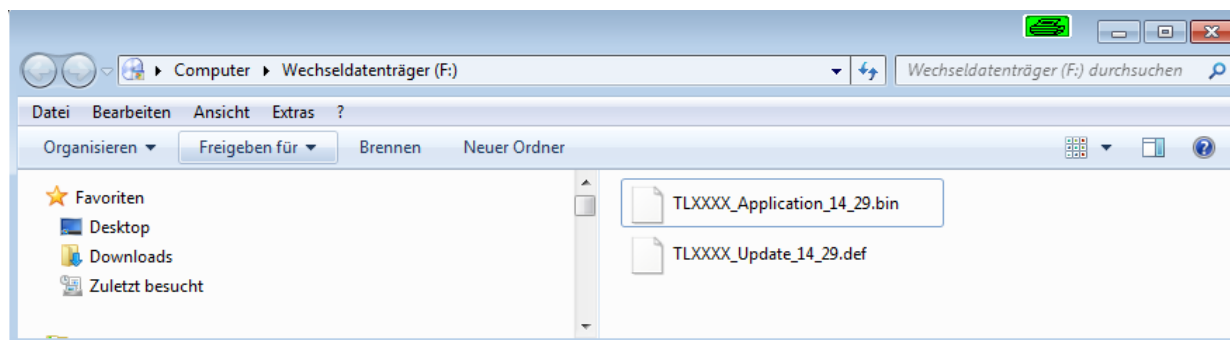 Computer ▸ Wechseldatenträger (F:)
Wechseldatenträger (F:) durchsuchen
Datei Bearbeiten Ansicht Extras ?
Organisieren Freigeben für Brennen Neuer Ordner
Favoriten
Desktop
Downloads
Zuletzt besucht
TLXXXX_Application_14_29.bin
TLXXXX_Update_14_29.def